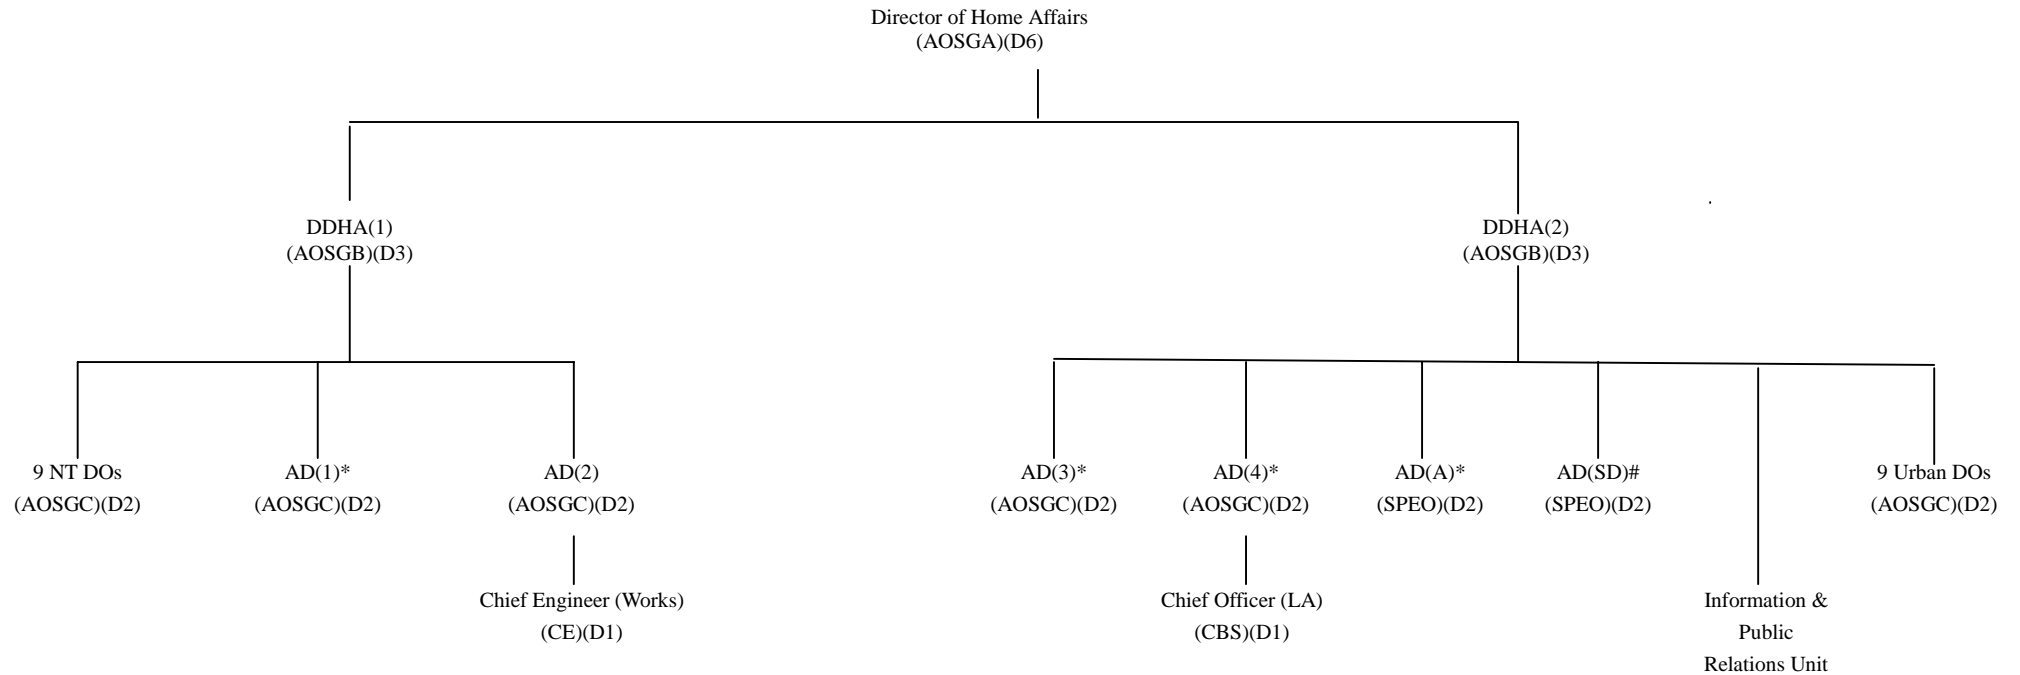 Director of Home Affairs
(AOSGA)(D6)
DDHA(1)
(AOSGB)(D3)
DDHA(2)
(AOSGB)(D3)
9 NT DOs
(AOSGC)(D2)
AD(1)*
(AOSGC)(D2)
AD(2)
(AOSGC)(D2)
AD(3)*
(AOSGC)(D2)
AD(4)*
(AOSGC)(D2)
AD(A)*
(SPEO)(D2)
AD(SD)#
(SPEO)(D2)
9 Urban DOs
(AOSGC)(D2)
Chief Engineer (Works)
(CE)(D1)
Chief Officer (LA)
(CBS)(D1)
Information &
Public
Relations Unit